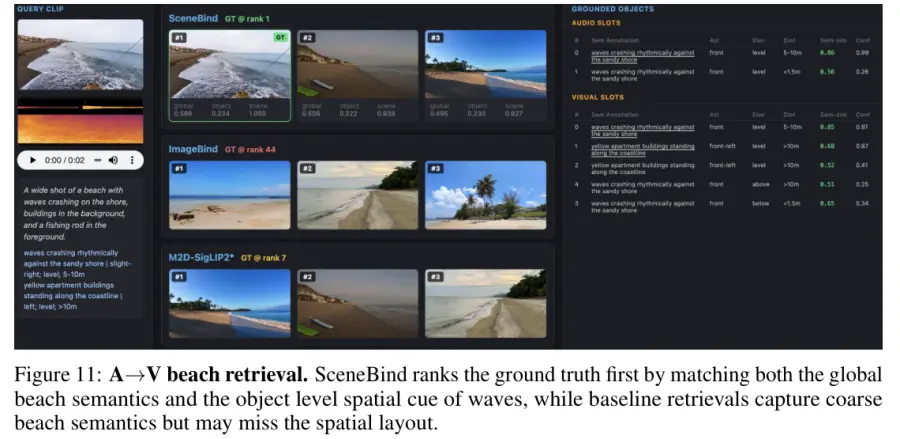 QUERY CLIP
0:00 / 0:02
A wide shot of a beach with
waves crashing on the shore,
buildings in the background,
and a fishing rod in the
foreground.
waves crashing rhythmically
against the sandy shore | slight-
right; level; 5-10m
yellow apartment buildings
standing along the coastline |
left; level; >10m
SceneBind GT @ rank 1
#1 GT #2 #3
global object scene global object scene global object scene
0.599 0.234 1.000 0.506 0.222 0.938 0.495 0.230 0.927
ImageBind GT @ rank 44
#1 #2 #3
M2D-SigLIP2* GT @ rank 7
#1 #2 #3
GROUNDED OBJECTS
AUDIO SLOTS
# Sem Annotation Azi Elev Dist Sem-sim Conf
0 waves crashing rhythmically against the sandy shore front level 5-10m 0.86 0.99
1 waves crashing rhythmically against the sandy shore front level <1.5m 0.56 0.26
VISUAL SLOTS
# Sem Annotation Azi Elev Dist Sem-sim Conf
0 waves crashing rhythmically against the sandy shore front level 5-10m 0.85 0.97
1 yellow apartment buildings standing along the coastline front-left level >10m 0.68 0.87
2 yellow apartment buildings standing along the coastline front-left level >10m 0.52 0.41
4 waves crashing rhythmically against the sandy shore front above >10m 0.51 0.25
3 waves crashing rhythmically against the sandy shore front below <1.5m 0.65 0.34
Figure 11: A→V beach retrieval. SceneBind ranks the ground truth first by matching both the global
beach semantics and the object level spatial cue of waves, while baseline retrievals capture coarse
beach semantics but may miss the spatial layout.